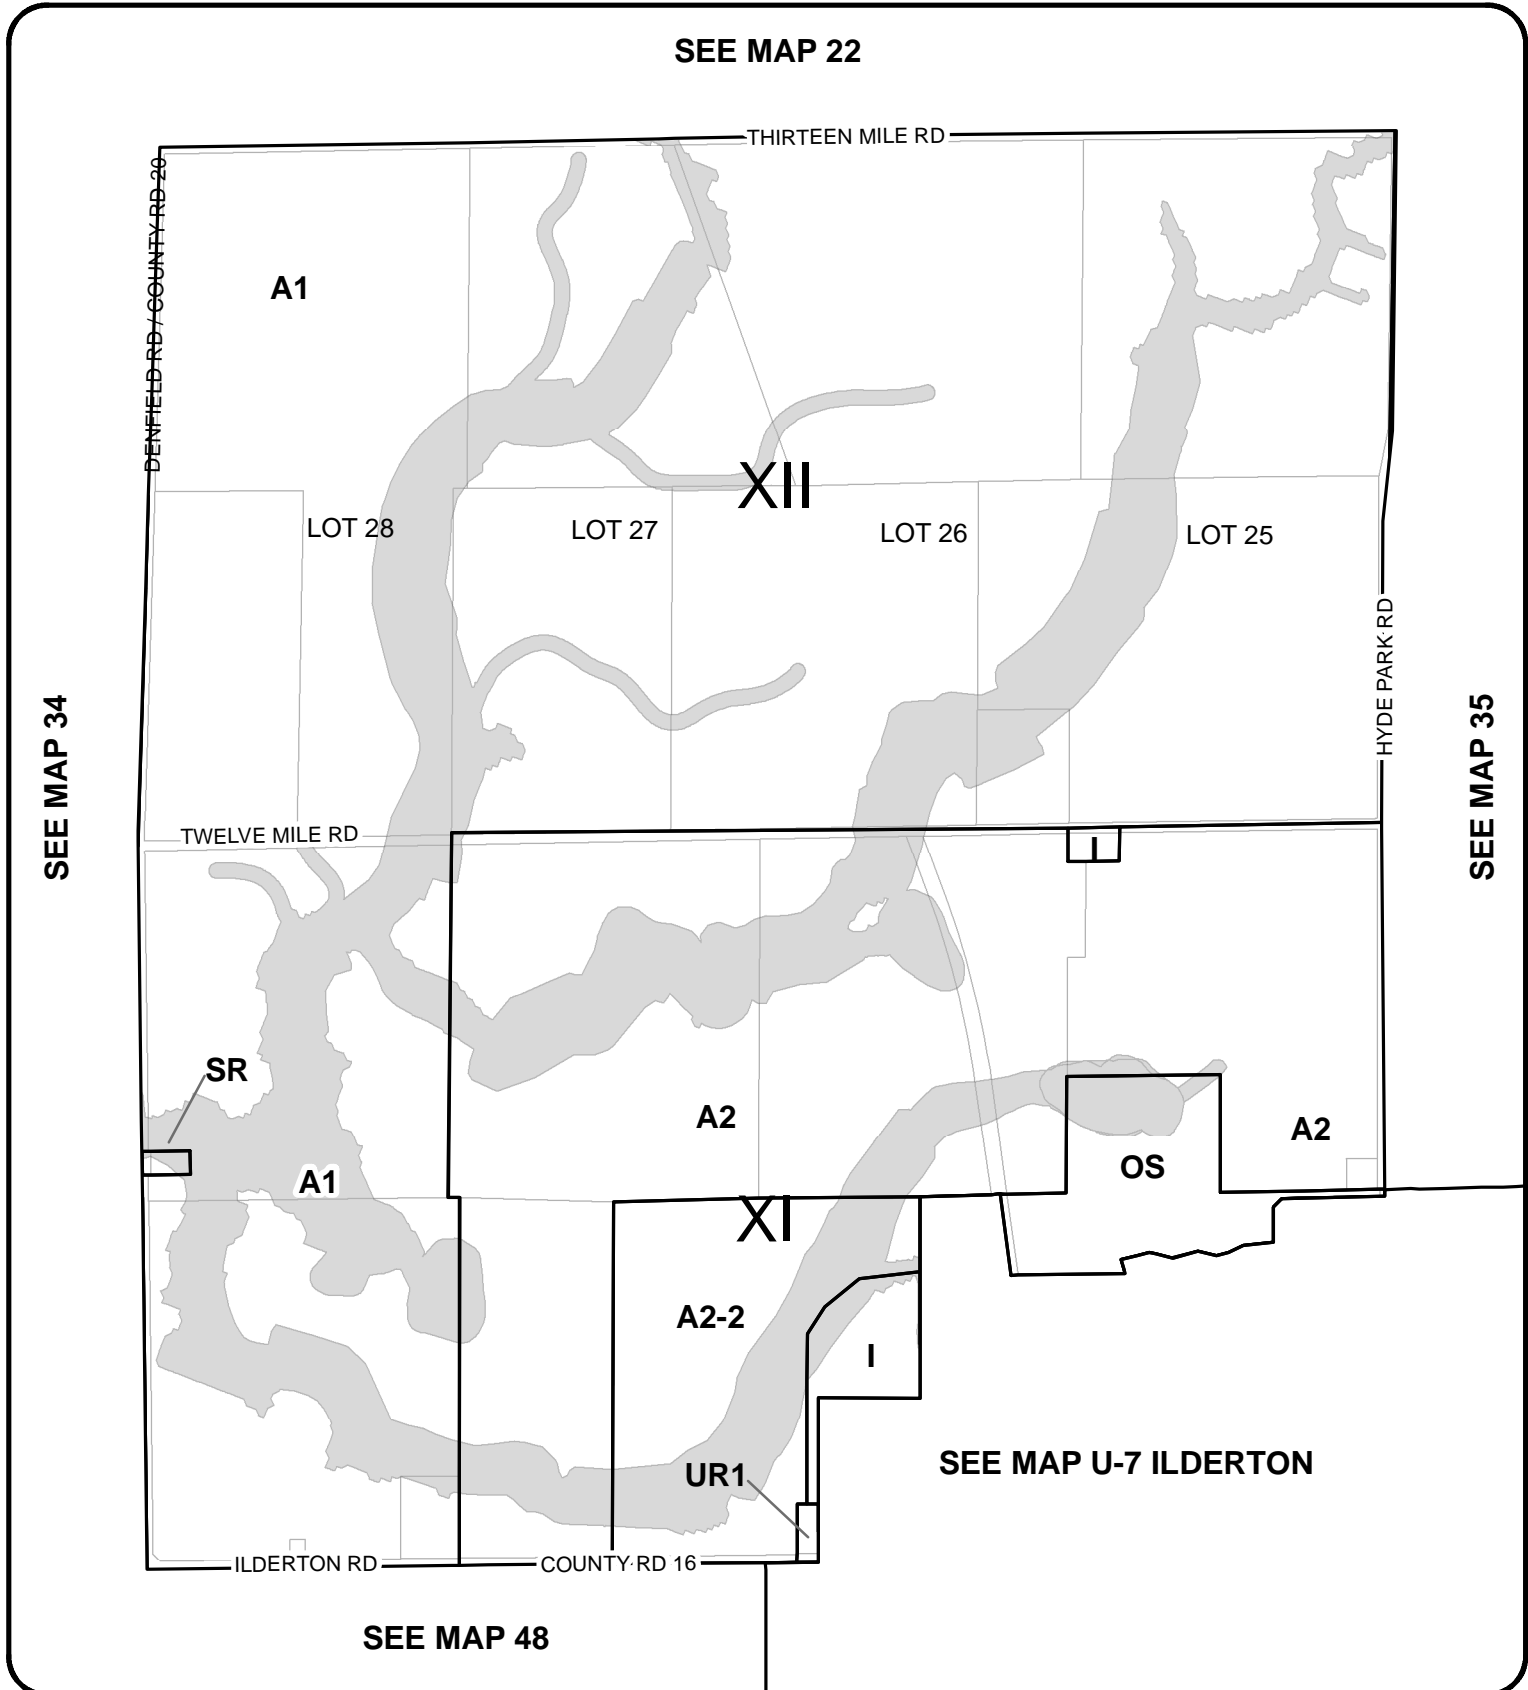 SEE MAP 22
THIRTEEN MILE RD
DENFIELD RD / COUNTY RD 20
A1
XII
LOT 28
LOT 27
LOT 26
LOT 25
HYDE PARK RD
SEE MAP 34
SEE MAP 35
TWELVE MILE RD
I
SR
A2
A2
OS
A1
XI
A2-2
I
UR1
SEE MAP U-7 ILDERTON
ILDERTON RD
COUNTY RD 16
SEE MAP 48